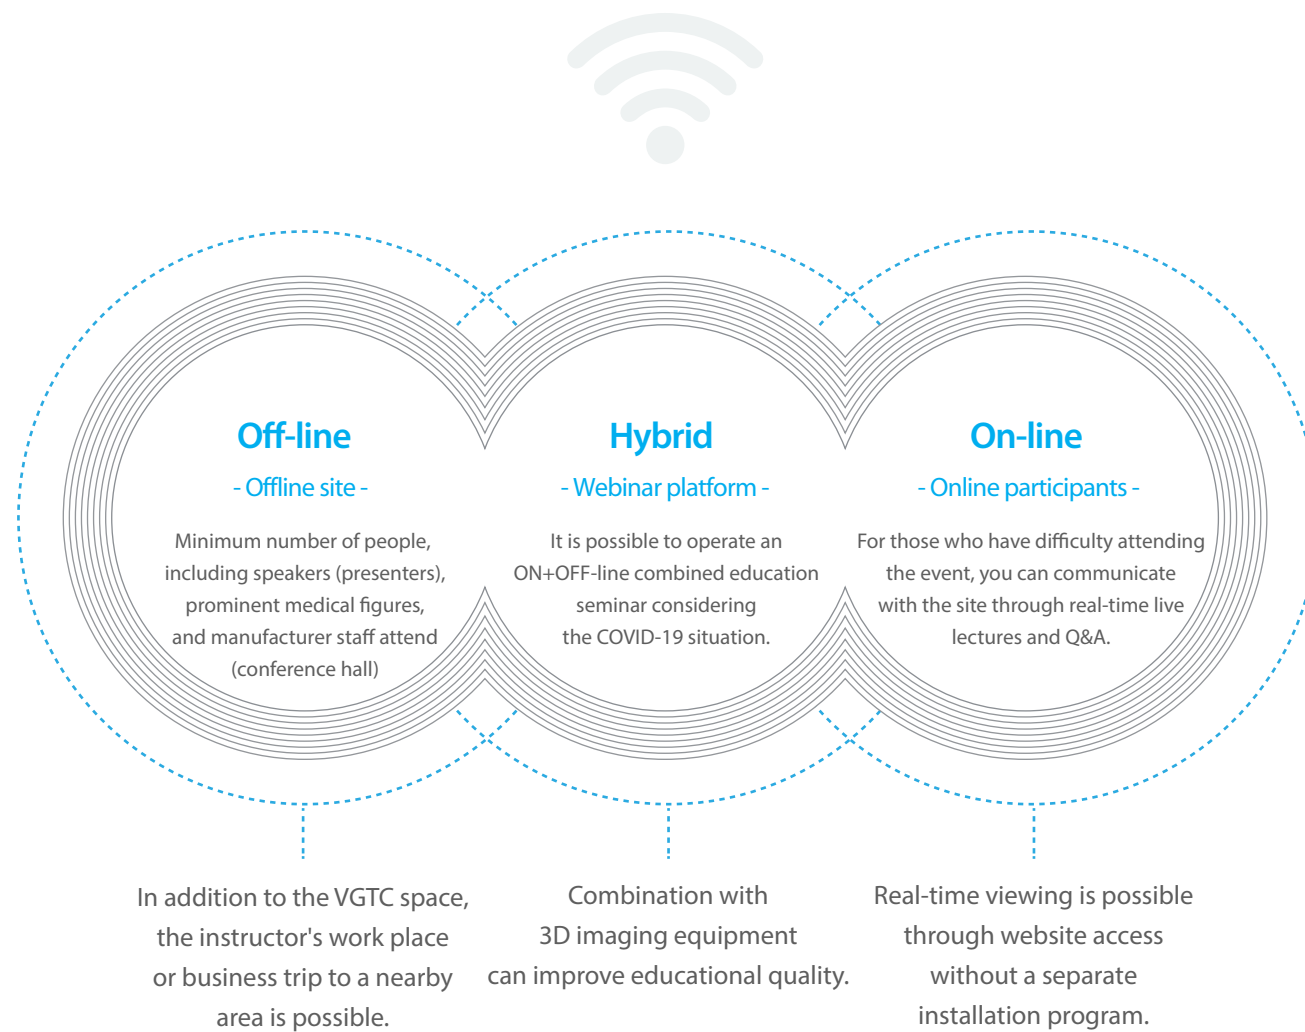 Off-line
- Offline site -
Minimum number of people,
including speakers (presenters),
prominent medical figures,
and manufacturer staff attend
(conference hall)
Hybrid
- Webinar platform -
It is possible to operate an
ON+OFF-line combined education
seminar considering
the COVID-19 situation.
On-line
- Online participants -
For those who have difficulty attending
the event, you can communicate
with the site through real-time live
lectures and Q&A.
In addition to the VGTC space,
the instructor's work place
or business trip to a nearby
area is possible.
Combination with
3D imaging equipment
can improve educational quality.
Real-time viewing is possible
through website access
without a separate
installation program.